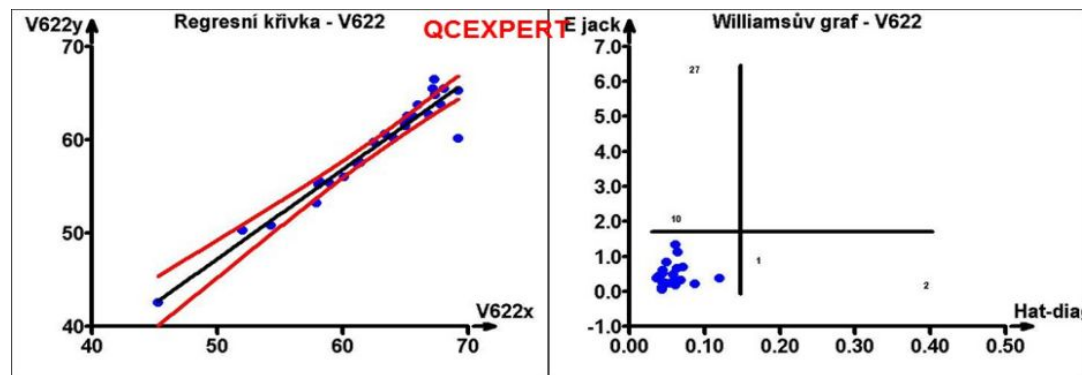 V622y Regresní křivka - V622
70
60
50
40
40 50 60 70
V622x
QCEXPERT
E jack Williamsův graf - V622
7.0
6.0
5.0
4.0
3.0
2.0
1.0
0.0
-1.0
27
10
1
2
Hat-diag
0.00 0.10 0.20 0.30 0.40 0.50